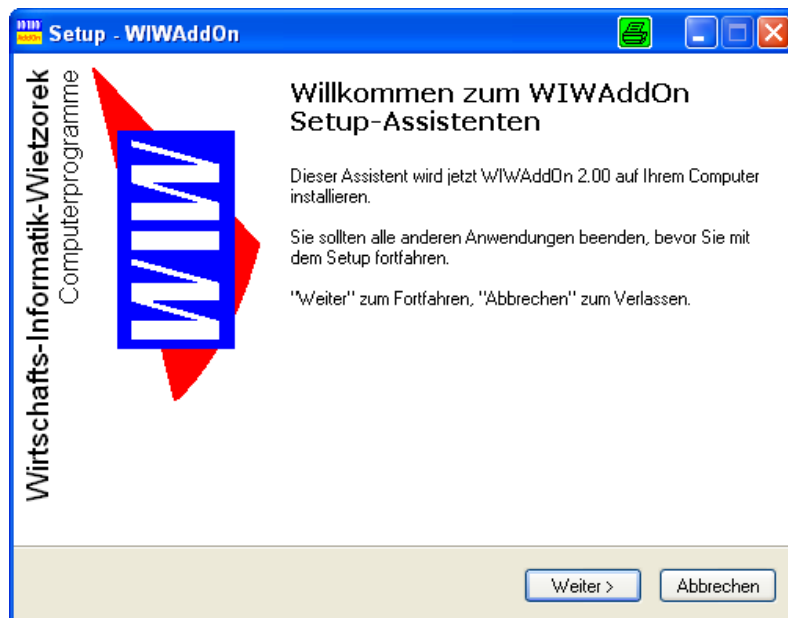 Setup - WIWAddOn
Wirtschafts-Informatik-Wietzorek
Computerprogramme
WIW
Willkommen zum WIWAddOn
Setup-Assistenten
Dieser Assistent wird jetzt WIWAddOn 2.00 auf Ihrem Computer
installieren.
Sie sollten alle anderen Anwendungen beenden, bevor Sie mit
dem Setup fortfahren.
"Weiter" zum Fortfahren, "Abbrechen" zum Verlassen.
Weiter >
Abbrechen